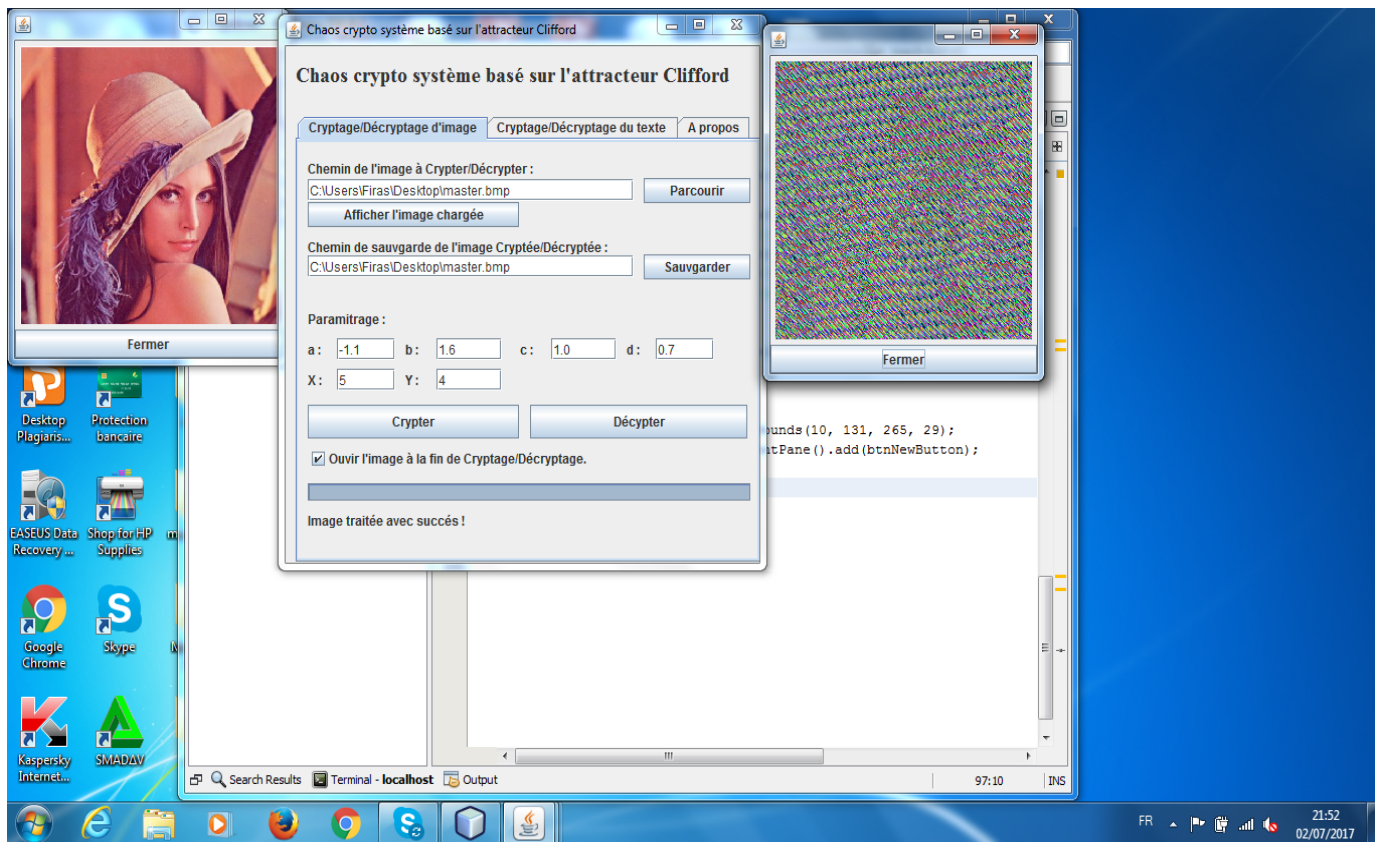 Chaos crypto système basé sur l'attracteur Clifford
Chaos crypto système basé sur l'attracteur Clifford
Cryptage/Décryptage d'image
Cryptage/Décryptage du texte
A propos
Chemin de l'image à Crypter/Décrypter :
C:\Users\Firas\Desktop\master.bmp
Parcourir
Afficher l'image chargée
Chemin de sauvgarde de l'image Cryptée/Décryptée :
C:\Users\Firas\Desktop\master.bmp
Sauvgarder
Paramitrage :
a : -1.1 b : 1.6 c : 1.0 d : 0.7
X : 5 Y : 4
Crypter
Décypter
Ouvir l'image à la fin de Cryptage/Décryptage.
Image traitée avec succés !
Fermer
Fermer
ounds(10, 131, 265, 29);
tPane().add(btnNewButton);
Desktop
Plagiaris...
Protection
bancaire
EASEUS Data
Recovery ...
Shop for HP
Supplies
m
Google
Chrome
Skype
N
Kaspersky
Internet...
SMADAV
Search Results
Terminal - localhost
Output
97:10
INS
FR
21:52
02/07/2017